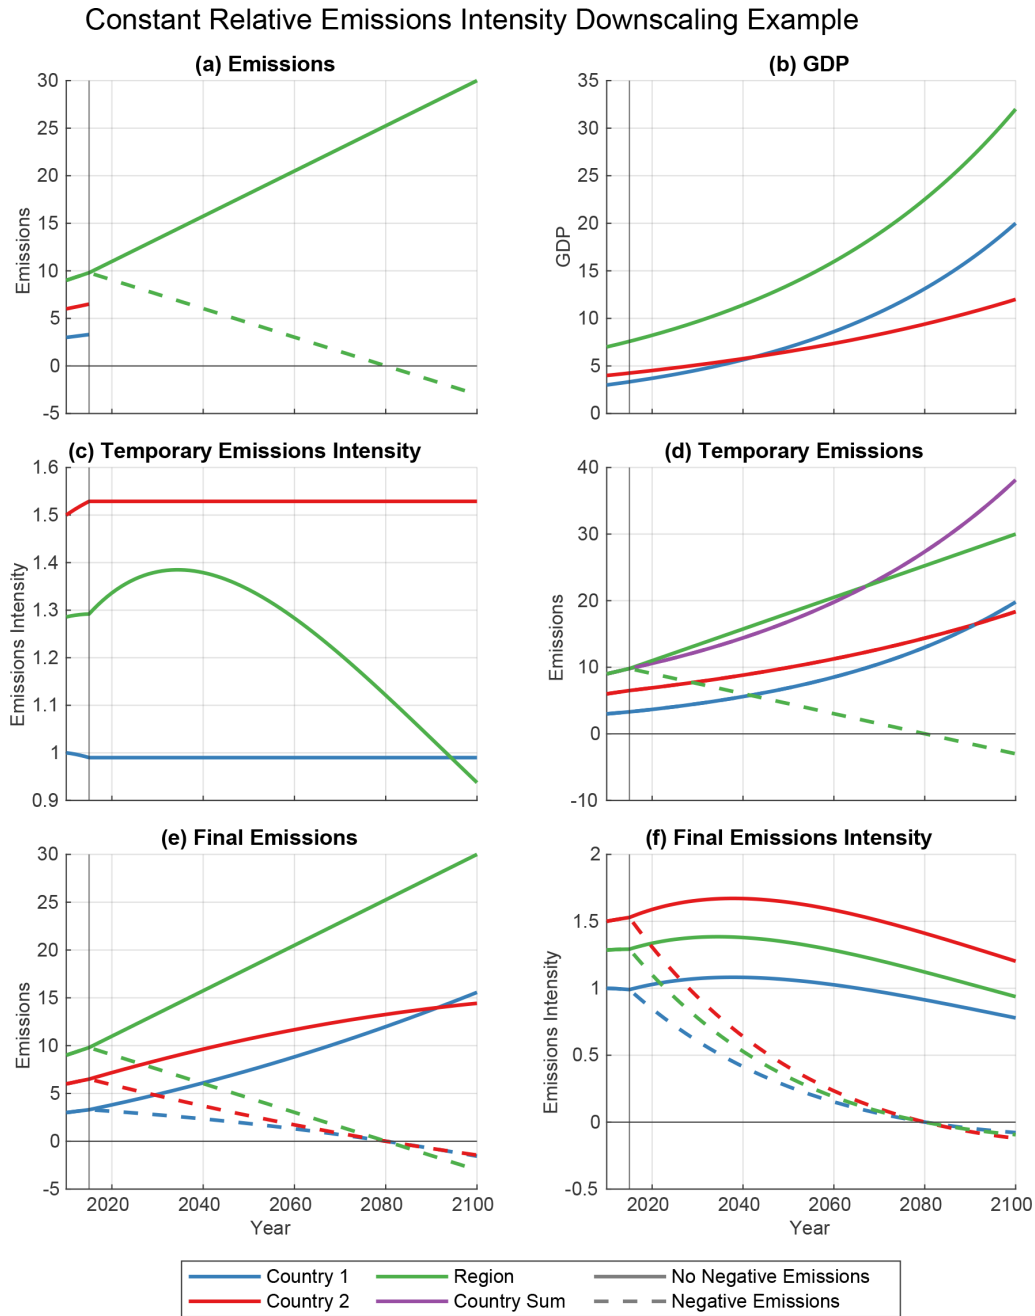 Constant Relative Emissions Intensity Downscaling Example
(a) Emissions
30
25
20
15
10
5
0
-5
Emissions
(b) GDP
35
30
25
20
15
10
5
0
GDP
(c) Temporary Emissions Intensity
1.6
1.5
1.4
1.3
1.2
1.1
1
0.9
Emissions Intensity
(d) Temporary Emissions
40
30
20
10
0
-10
Emissions
(e) Final Emissions
30
25
20
15
10
5
0
-5
Emissions
2020 2040 2060 2080 2100
Year
(f) Final Emissions Intensity
2
1.5
1
0.5
0
-0.5
Emissions Intensity
2020 2040 2060 2080 2100
Year
Country 1 Region No Negative Emissions
Country 2 Country Sum Negative Emissions